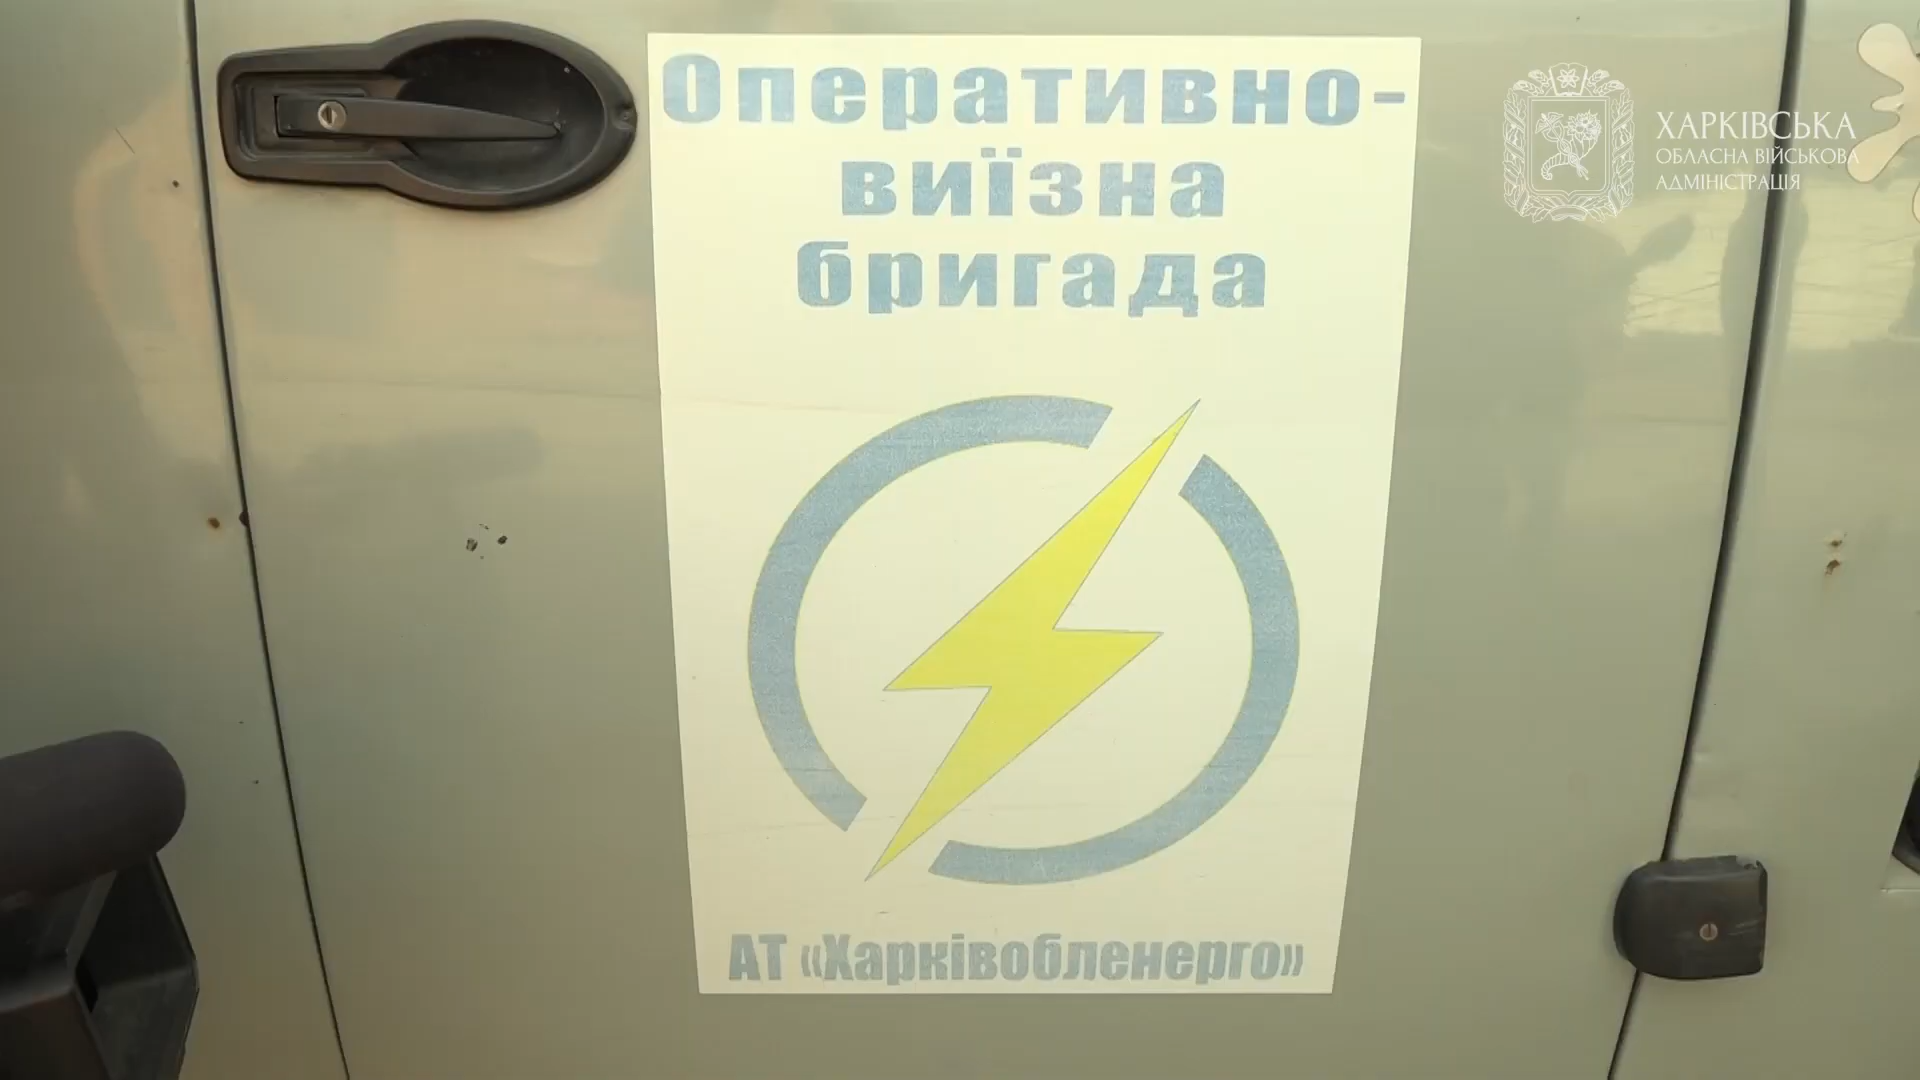 Оперативно-
виїзна
бригада
АТ «Харківобленерго»
ХАРКІВСЬКА
ОБЛАСНА ВІЙСЬКОВА
АДМІНІСТРАЦІЯ